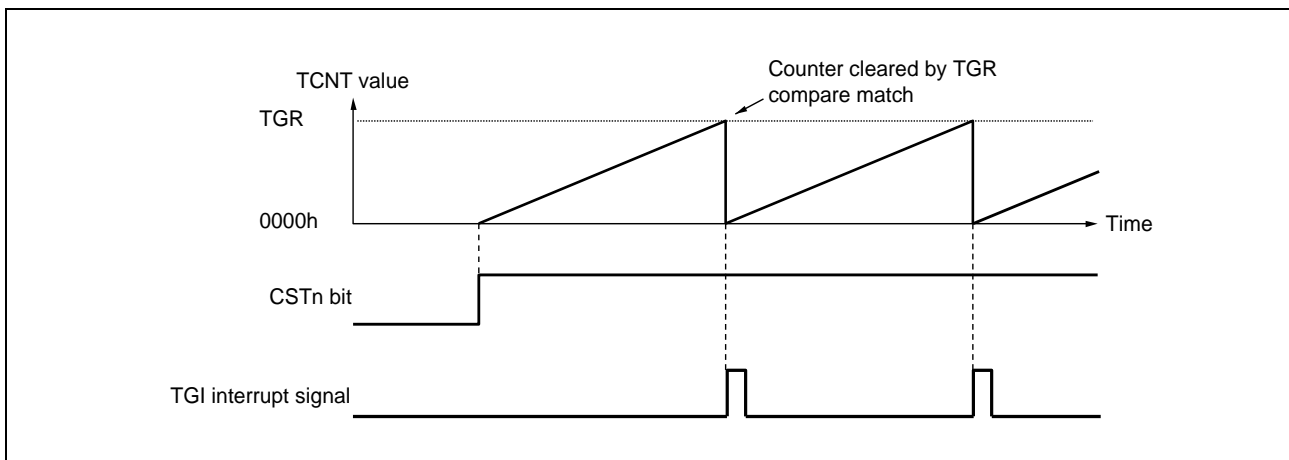 TCNT value
Counter cleared by TGR
compare match
TGR
0000h
Time
CSTn bit
TGI interrupt signal